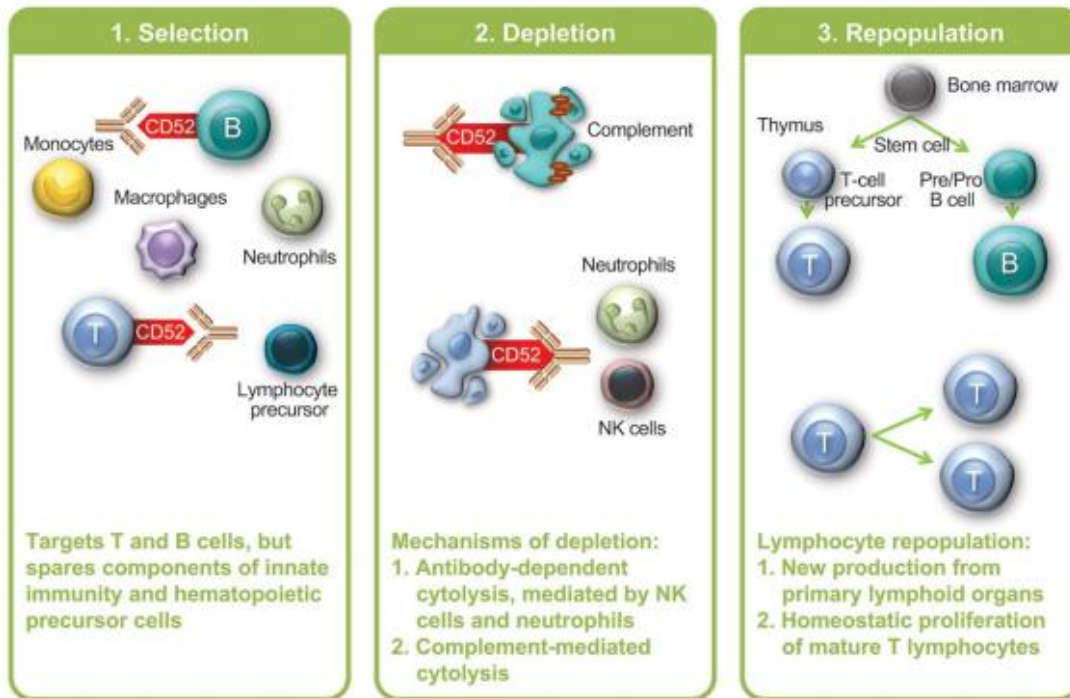 1. Selection
CD52
B
Monocytes
Macrophages
Neutrophils
T
CD52
Lymphocyte
precursor
Targets T and B cells, but
spares components of innate
immunity and hematopoietic
precursor cells
2. Depletion
CD52
Complement
Neutrophils
CD52
NK cells
Mechanisms of depletion:
1. Antibody-dependent
cytolysis, mediated by NK
cells and neutrophils
2. Complement-mediated
cytolysis
3. Repopulation
Bone marrow
Thymus
Stem cell
T-cell
precursor
Pre/Pro
B cell
T
B
T
T
T
Lymphocyte repopulation:
1. New production from
primary lymphoid organs
2. Homeostatic proliferation
of mature T lymphocytes